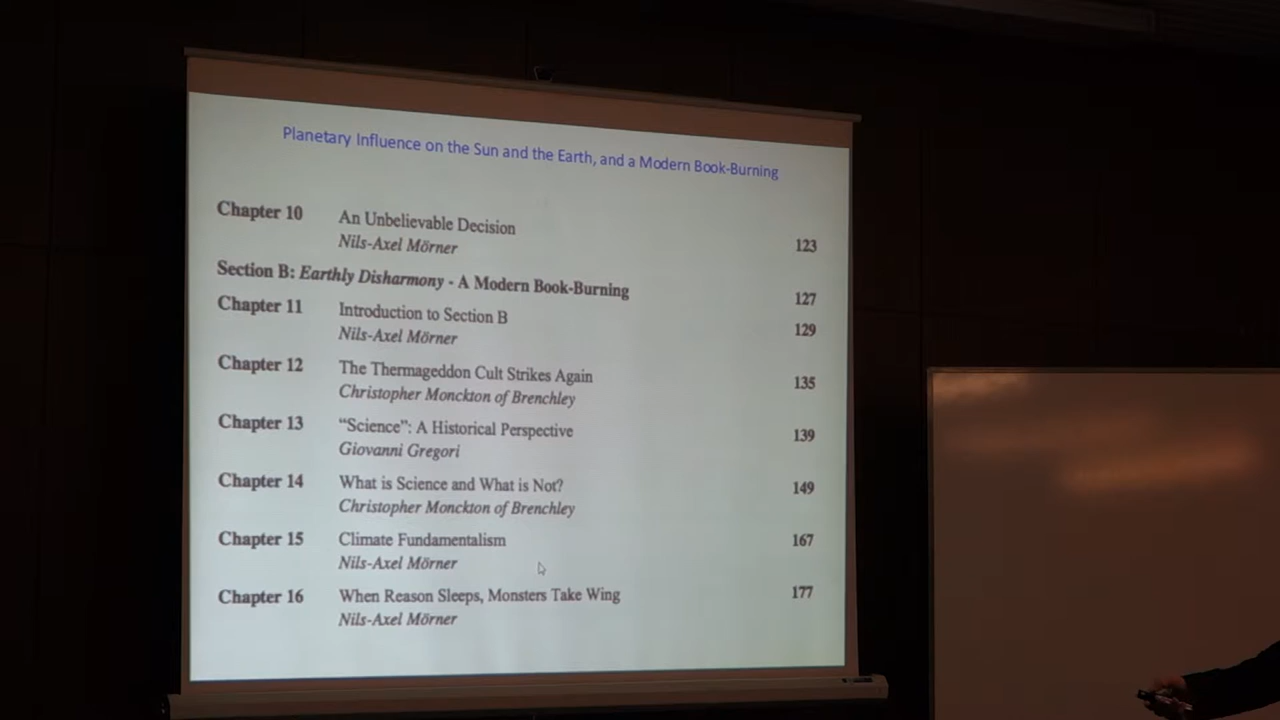 Planetary Influence on the Sun and the Earth, and a Modern Book-Burning
Chapter 10 An Unbelievable Decision 123
Nils-Axel Mörner
Section B: Earthly Disharmony - A Modern Book-Burning 127
Chapter 11 Introduction to Section B 129
Nils-Axel Mörner
Chapter 12 The Thermageddon Cult Strikes Again 135
Christopher Monckton of Brenchley
Chapter 13 “Science”: A Historical Perspective 139
Giovanni Gregori
Chapter 14 What is Science and What is Not? 149
Christopher Monckton of Brenchley
Chapter 15 Climate Fundamentalism 167
Nils-Axel Mörner
Chapter 16 When Reason Sleeps, Monsters Take Wing 177
Nils-Axel Mörner